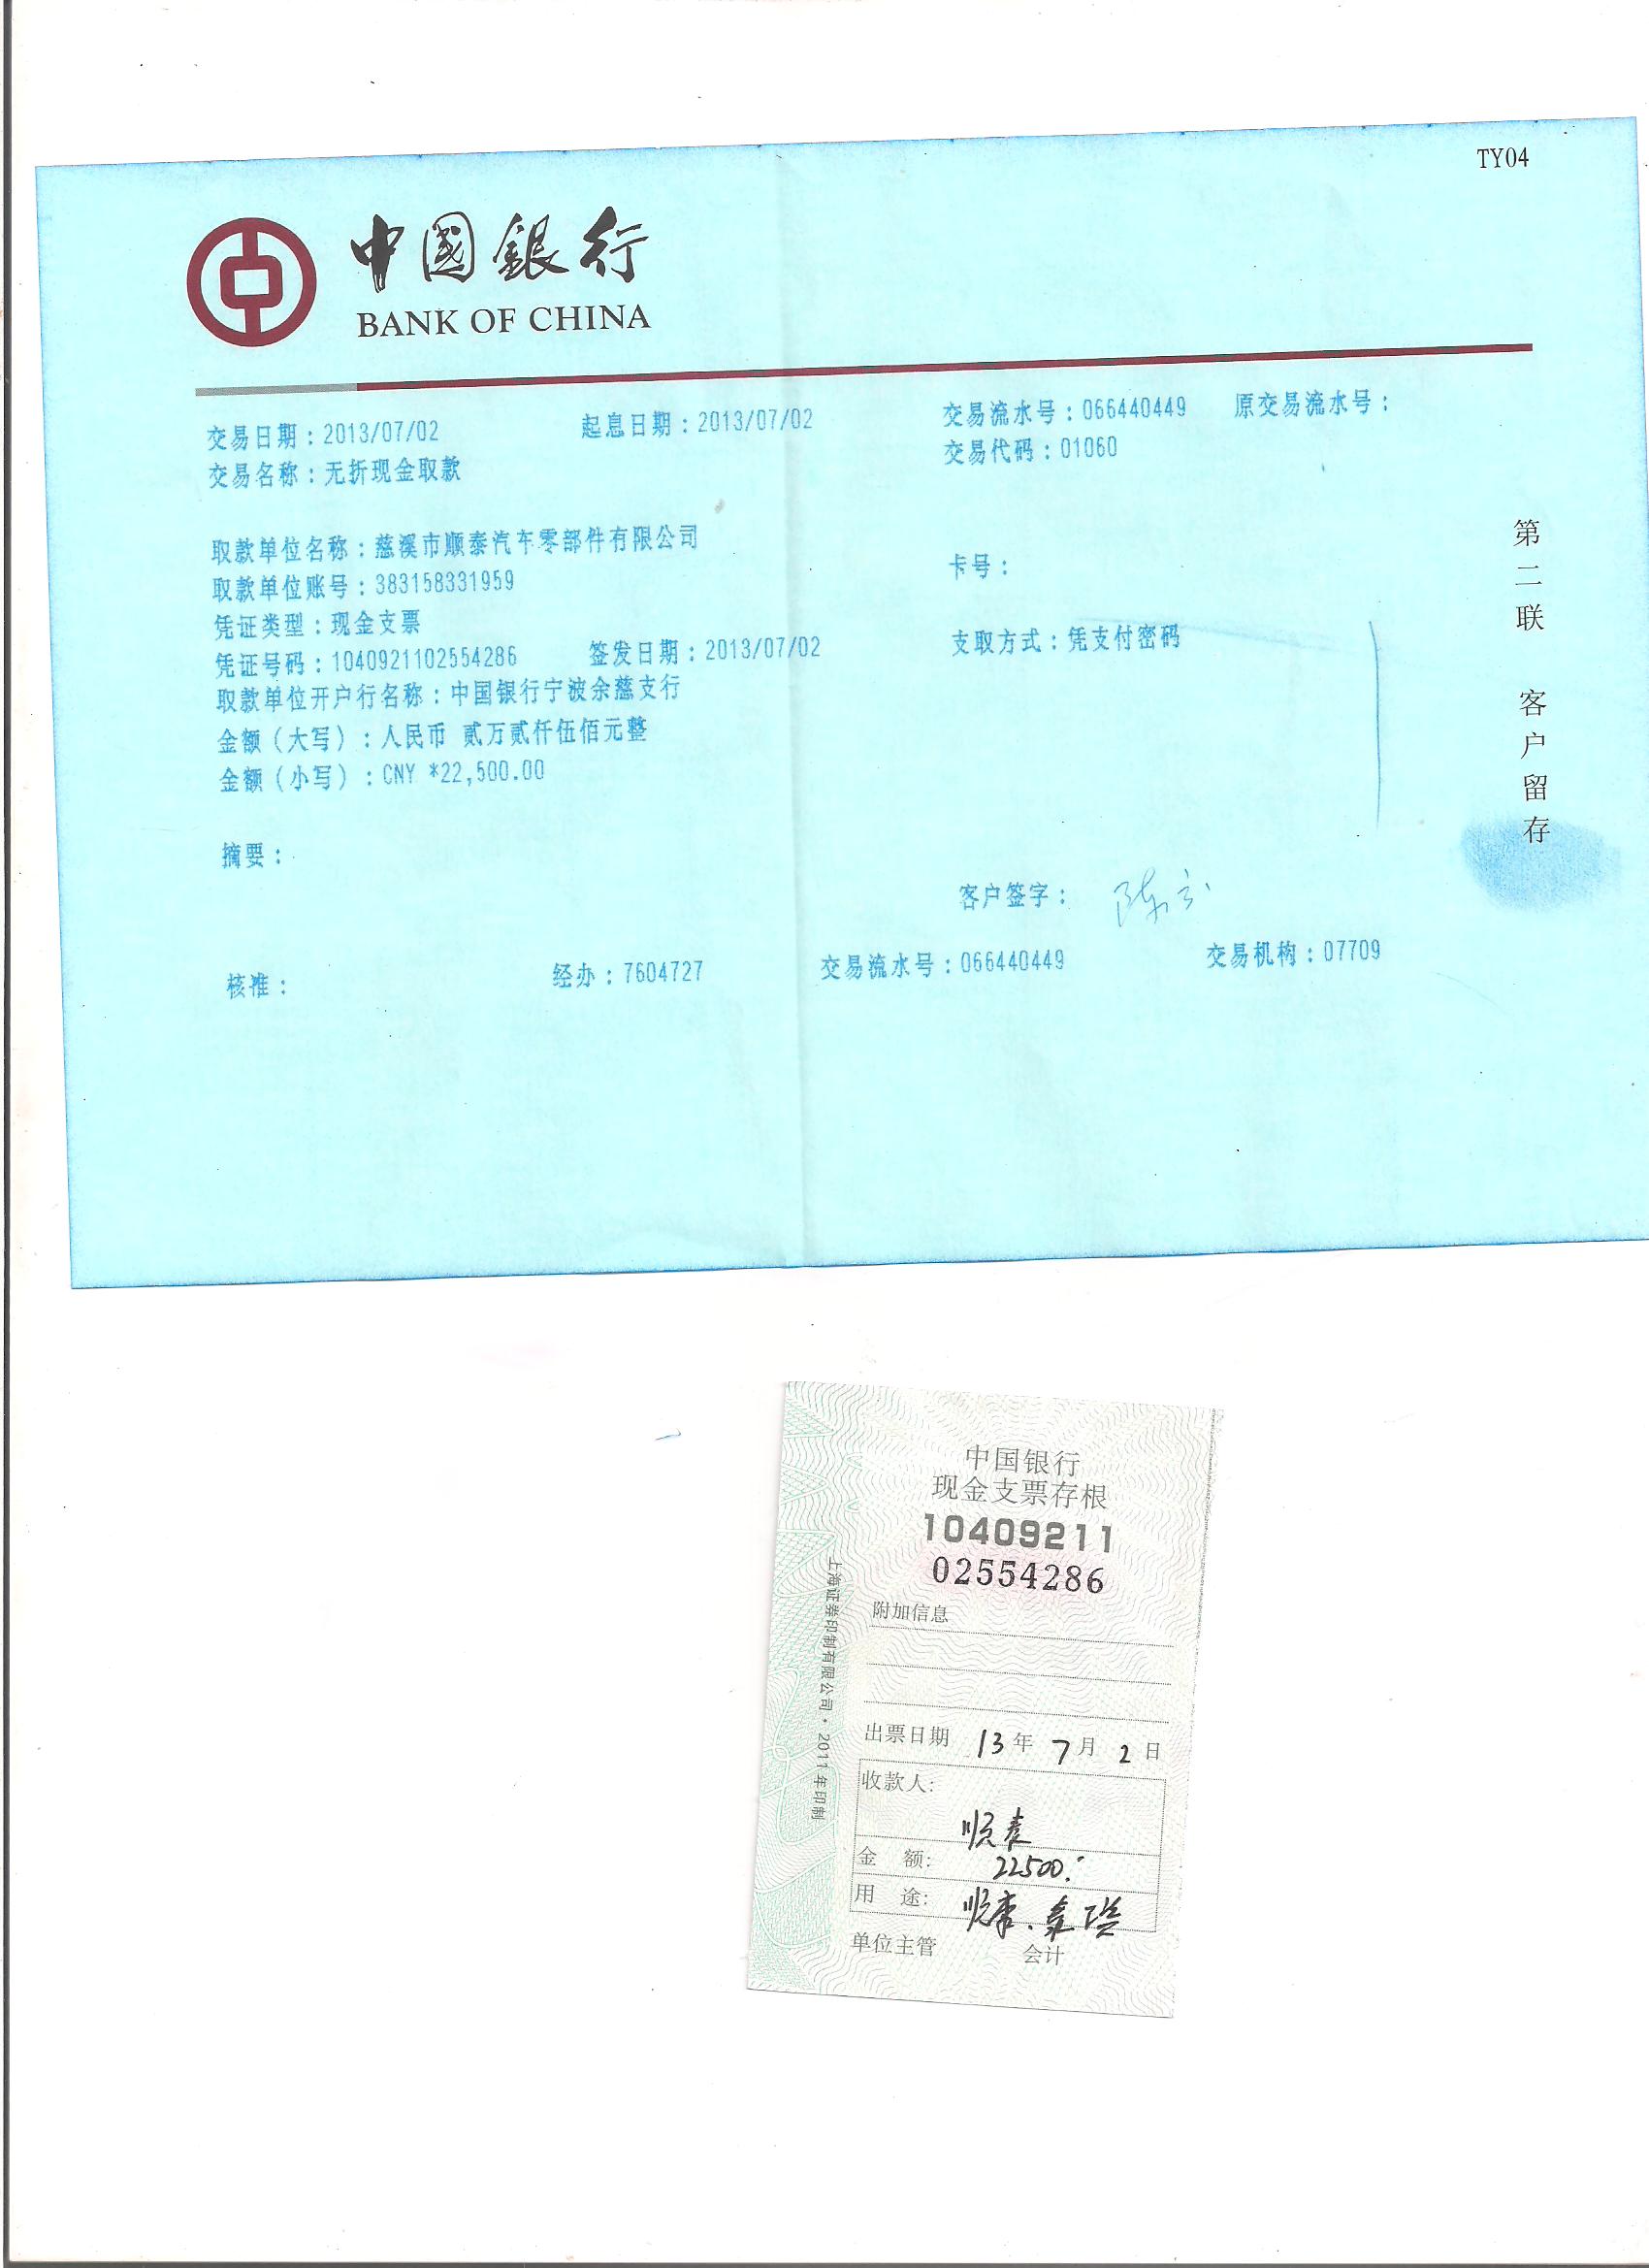 TY04
中國銀行
BANK OF CHINA
交易日期：2013/07/02 起息日期：2013/07/02 交易流水号：066440449 原交易流水号：
交易名称：无折现金取款 交易代码：01060
取款单位名称：慈溪市顺泰汽车零部件有限公司
取款单位账号：383158331959 卡号：
凭证类型：现金支票
凭证号码：1040921102554286 签发日期：2013/07/02 支取方式：凭支付密码
取款单位开户行名称：中国银行宁波余慈支行
金额（大写）：人民币 贰万贰仟伍佰元整
金额（小写）：CNY *22,500.00
摘要：
客户签字：
核准： 经办：7604727 交易流水号：066440449 交易机构：07709
第二联 客户留存
中国银行
现金支票存根
10409211
02554286
附加信息
出票日期 13年 7月 2日
收款人：
顺泰
金 额： 22500.
用 途：
单位主管 会计
上海证券印制有限公司·2011年印制